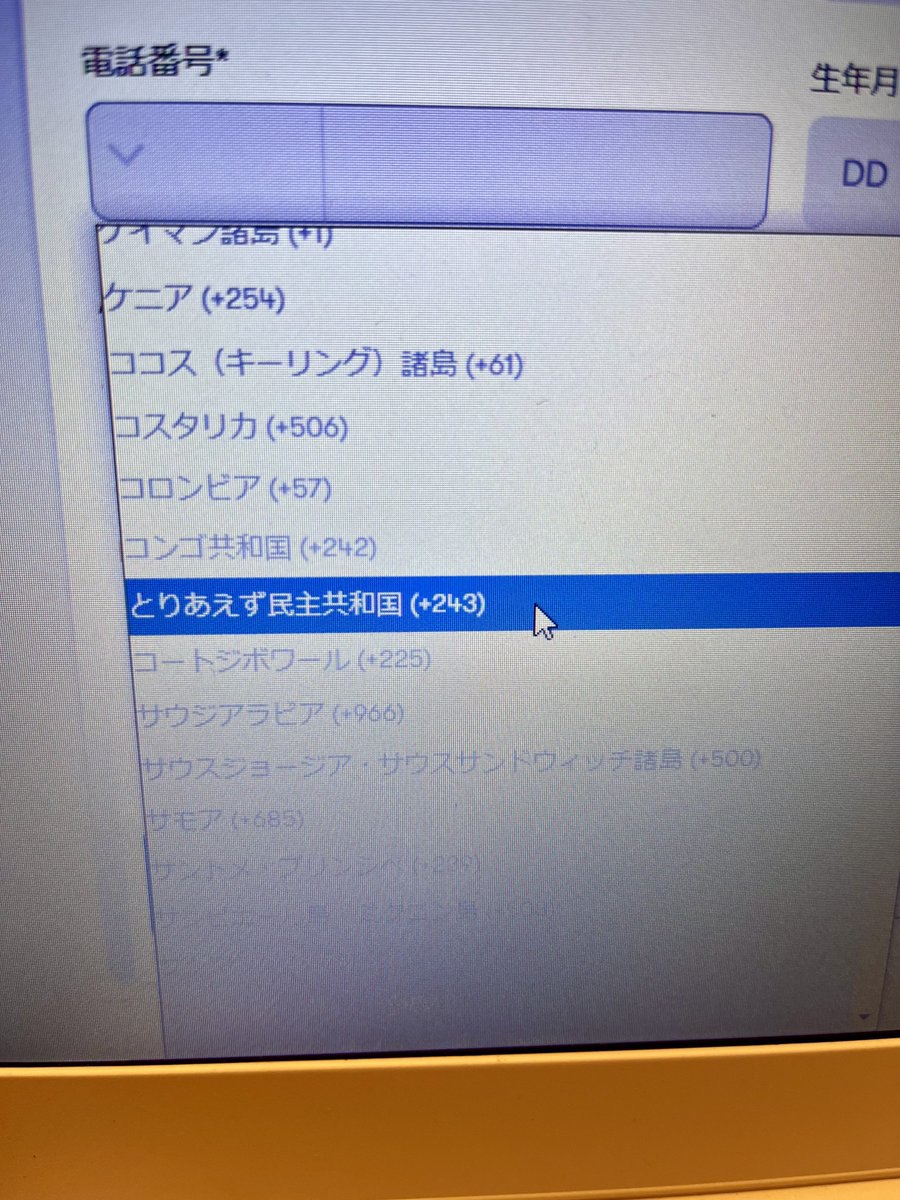 電話番号*
生年月
DD
ケイマン諸島 (+1)
ケニア (+254)
ココス（キーリング）諸島 (+61)
コスタリカ (+506)
コロンビア (+57)
コンゴ共和国 (+242)
とりあえず民主共和国 (+243)
コートジボワール (+225)
サウジアラビア (+966)
サウスジョージア・サウスサンドウィッチ諸島 (+500)
サモア (+685)
サントメ・プリンシペ (+239)